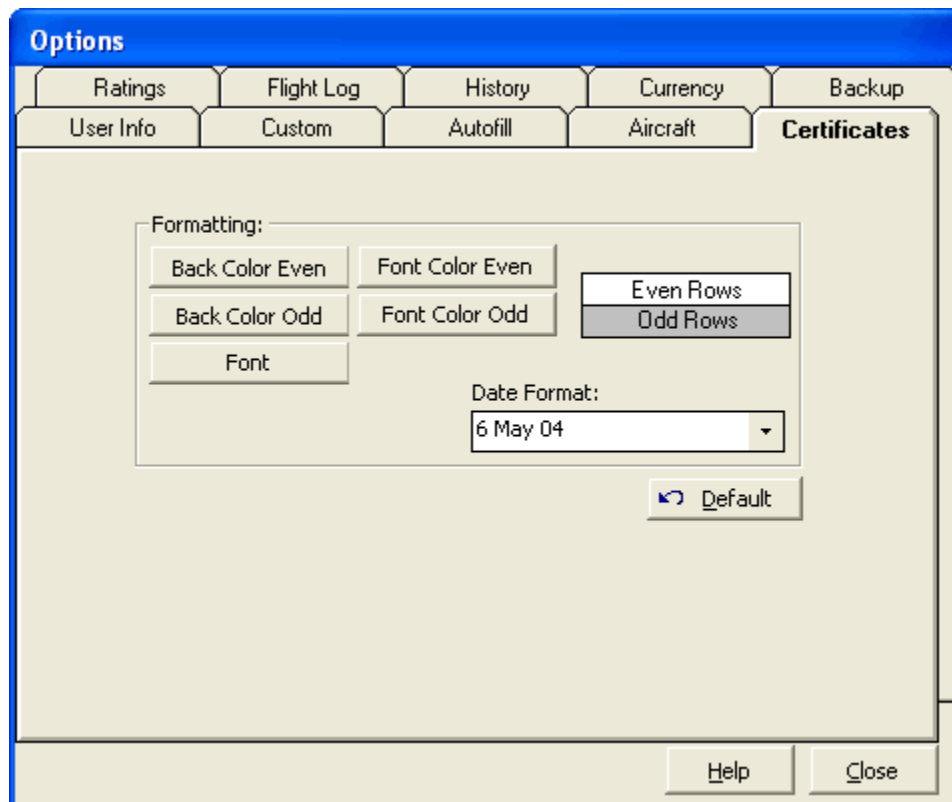 Options
Ratings Flight Log History Currency Backup
User Info Custom Autofill Aircraft Certificates
Formatting:
Back Color Even Font Color Even
Even Rows
Back Color Odd Font Color Odd
Odd Rows
Font
Date Format:
6 May 04
Default
Help Close